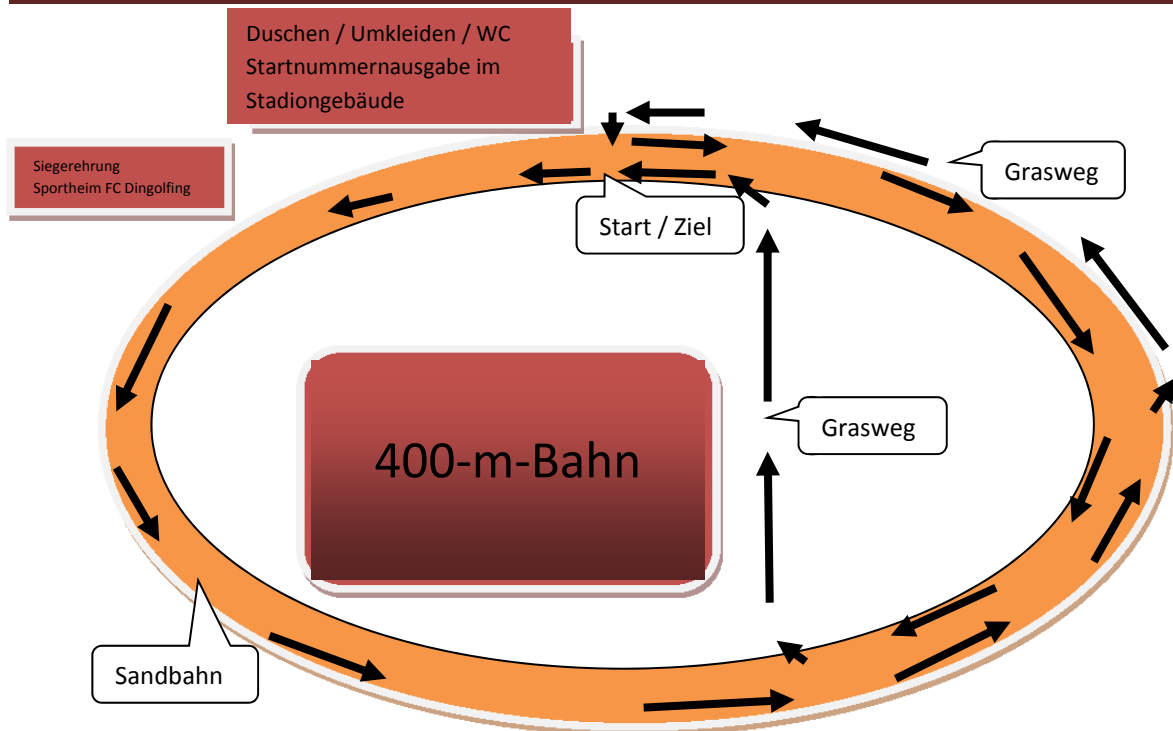 Duschen / Umkleiden / WC
Startnummernausgabe im
Stadiongebäude
Siegerehrung
Sportheim FC Dingolfing
Grasweg
Start / Ziel
Grasweg
400-m-Bahn
Sandbahn